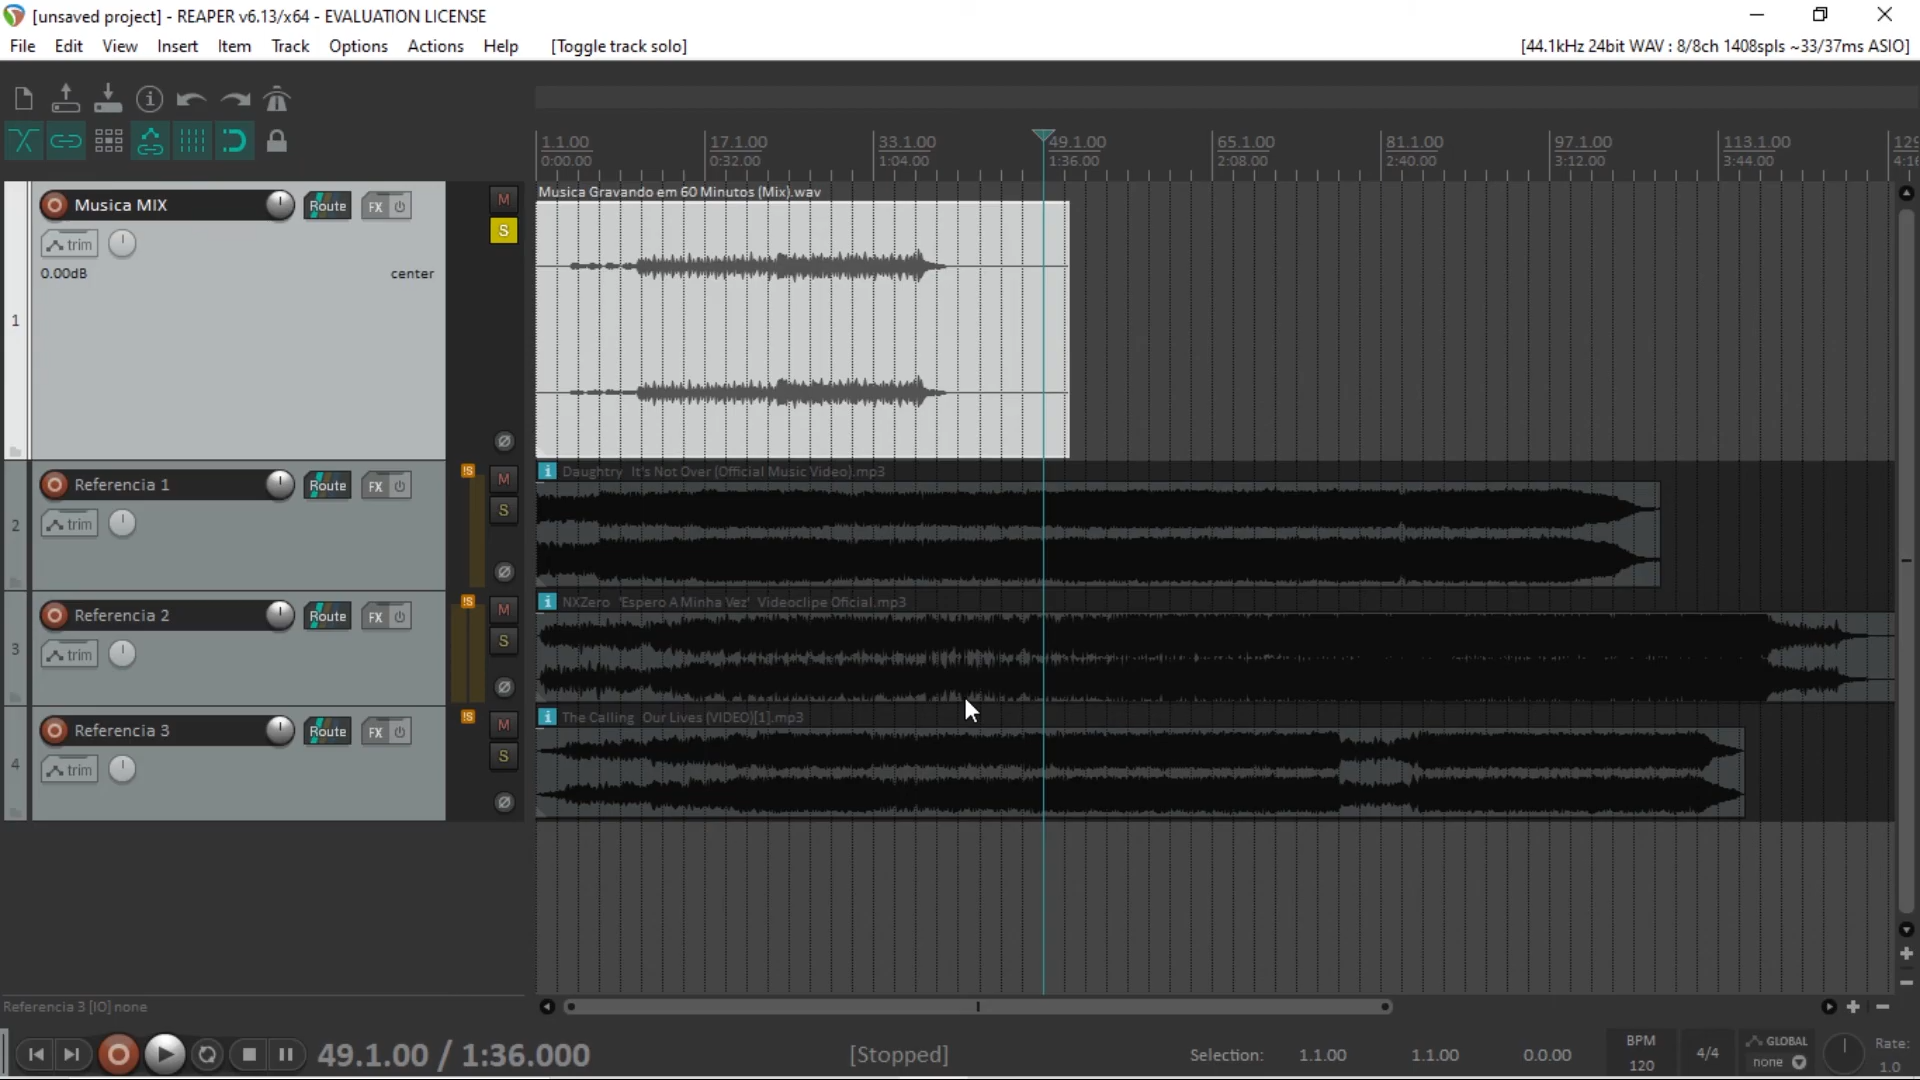 [unsaved project] - REAPER v6.13/x64 - EVALUATION LICENSE
File Edit View Insert Item Track Options Actions Help [Toggle track solo]
[44.1kHz 24bit WAV : 8/8ch 1408spls ~33/37ms ASIO]
1.1.00 17.1.00 33.1.00 49.1.00 65.1.00 81.1.00 97.1.00 113.1.00 129
0:00.00 0:32.00 1:04.00 1:36.00 2:08.00 2:40.00 3:12.00 3:44.00 4:16
1
Musica MIX Route FX M
trim S
0.00dB center
Musica Gravando em 60 Minutos (Mix).wav
2
Referencia 1 Route FX !S M
trim S
Daughtry It's Not Over (Official Music Video).mp3
3
Referencia 2 Route FX !S M
trim S
NXZero 'Espero A Minha Vez' Videoclipe Oficial.mp3
4
Referencia 3 Route FX !S M
trim S
The Calling Our Lives (VIDEO)[1].mp3
Referencia 3 [IO] none
49.1.00 / 1:36.000
[Stopped]
Selection: 1.1.00 1.1.00 0.0.00
BPM
120
4/4
GLOBAL
none
Rate:
1.0